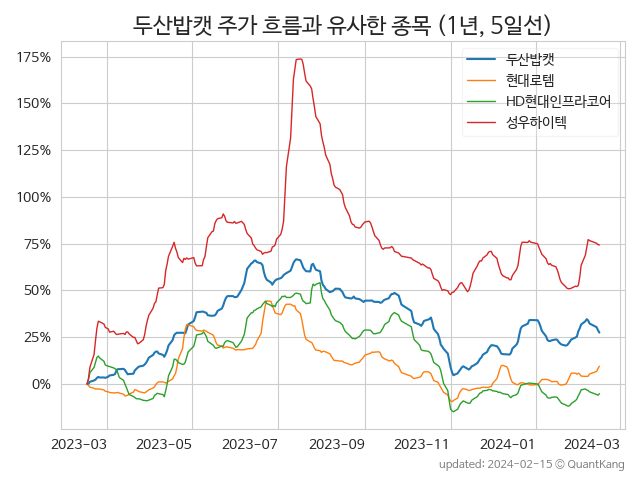 두산밥캣 주가 흐름과 유사한 종목 (1년, 5일선)
175%
150%
125%
100%
75%
50%
25%
0%
두산밥캣
현대로템
HD현대인프라코어
성우하이텍
2023-03 2023-05 2023-07 2023-09 2023-11 2024-01 2024-03
updated: 2024-02-15 © QuantKang